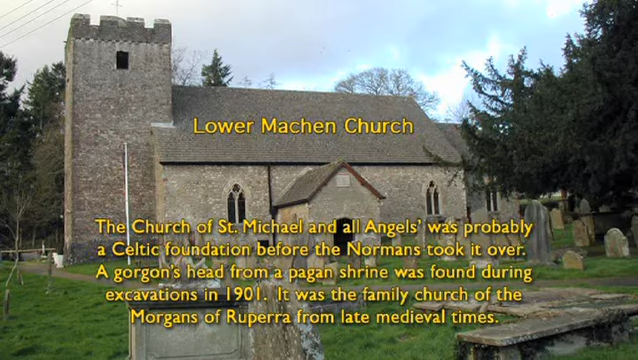 Lower Machen Church
The Church of St. Michael and all Angels' was probably
a Celtic foundation before the Normans took it over.
A gorgon's head from a pagan shrine was found during
excavations in 1901. It was the family church of the
Morgans of Ruperra from late medieval times.